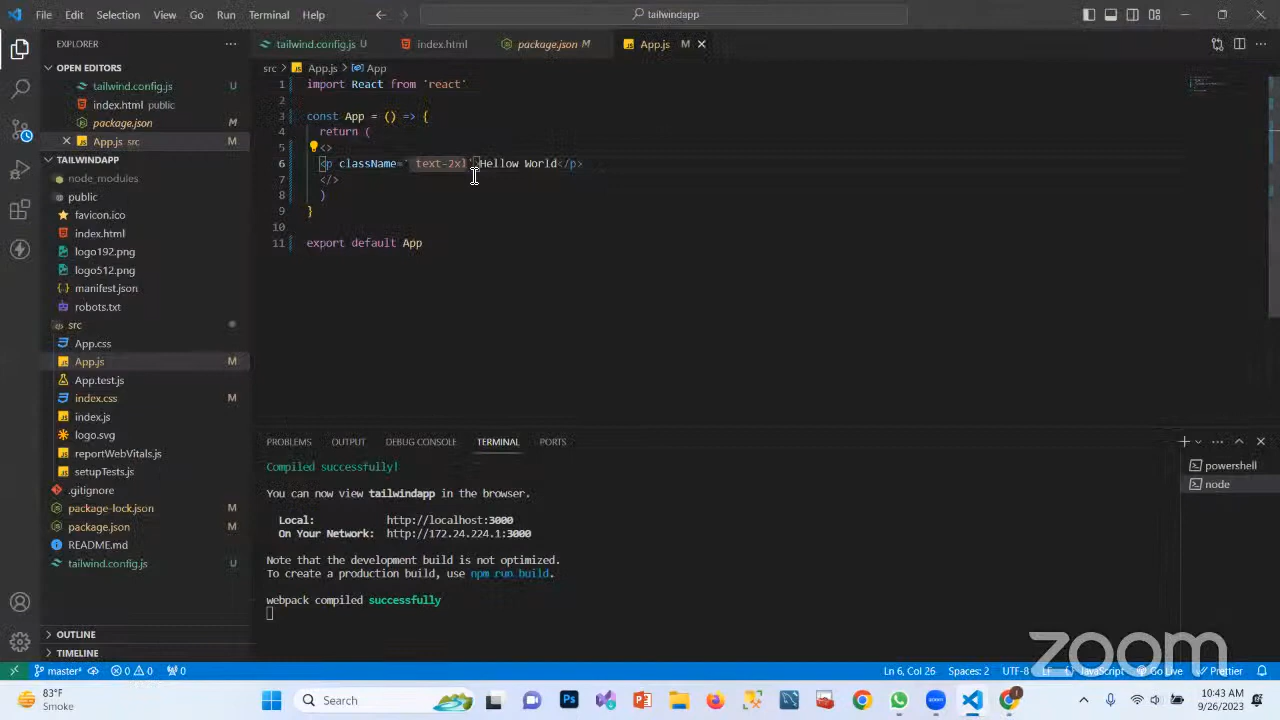 File Edit Selection View Go Run Terminal Help
tailwindapp
EXPLORER
OPEN EDITORS
tailwind.config.js U
index.html public
package.json M
App.js src M
TAILWINDAPP
node_modules
public
favicon.ico
index.html
logo192.png
logo512.png
manifest.json
robots.txt
src
App.css
App.js M
App.test.js
index.css M
index.js
logo.svg
reportWebVitals.js
setupTests.js
.gitignore
package-lock.json M
package.json M
README.md
tailwind.config.js U
OUTLINE
TIMELINE
tailwind.config.js U
index.html
package.json M
App.js M
src > App.js > App
1 import React from 'react'
2
3 const App = () => {
4 return (
5 <>
6 <p className=' text-2xl'>Hellow World</p>
7 </>
8 )
9 }
10
11 export default App
PROBLEMS OUTPUT DEBUG CONSOLE TERMINAL PORTS
powershell
node
Compiled successfully!
You can now view tailwindapp in the browser.
Local: http://localhost:3000
On Your Network: http://172.24.224.1:3000
Note that the development build is not optimized.
To create a production build, use npm run build.
webpack compiled successfully
zoom
master* 0 0 0 Ln 6, Col 26 Spaces: 2 UTF-8 LF {} JavaScript Go Live Prettier
83°F
Smoke
Search
Ps
10:43 AM
9/26/2023